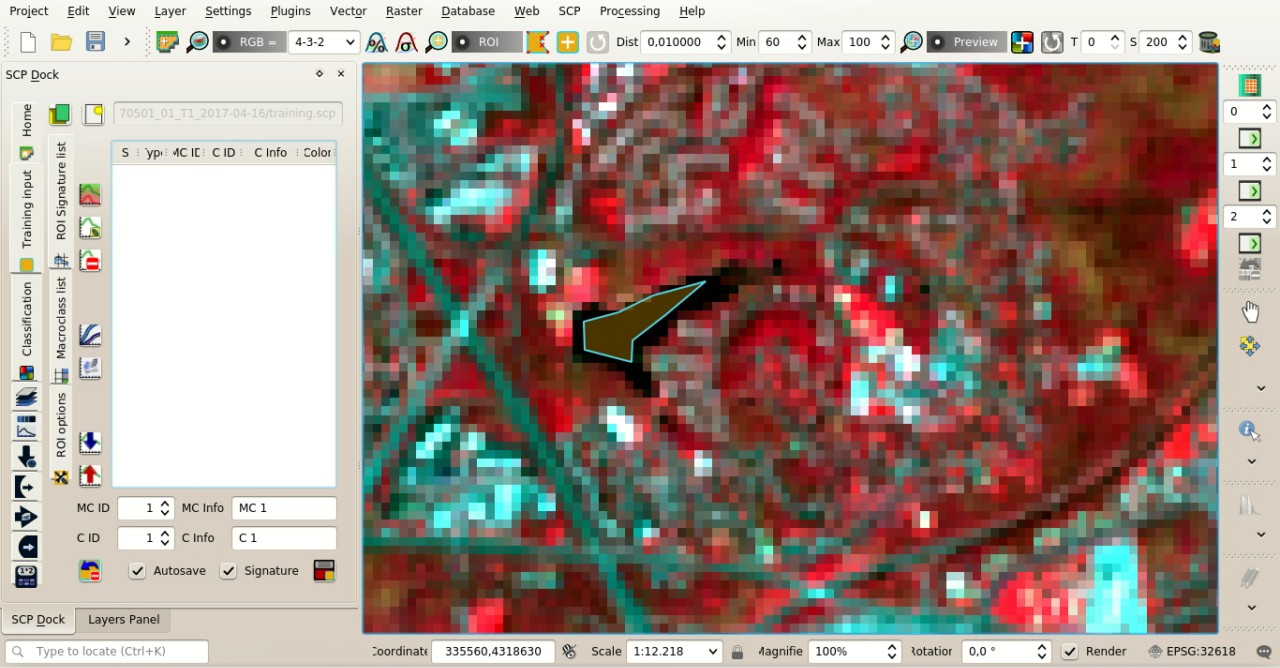 Project Edit View Layer Settings Plugins Vector Raster Database Web SCP Processing Help
RGB = 4-3-2 ROI Dist 0,010000 Min 60 Max 100 Preview T 0 S 200
SCP Dock
Home
Training input
Classification
ROI Signature list
Macroclass list
ROI options
70501_01_T1_2017-04-16/training.scp
S Typ MC ID C ID C Info Color
MC ID 1 MC Info MC 1
C ID 1 C Info C 1
Autosave Signature
SCP Dock Layers Panel
0
1
2
Type to locate (Ctrl+K) Coordinate 335560,4318630 Scale 1:12.218 Magnifie 100% Rotation 0,0 ° Render EPSG:32618